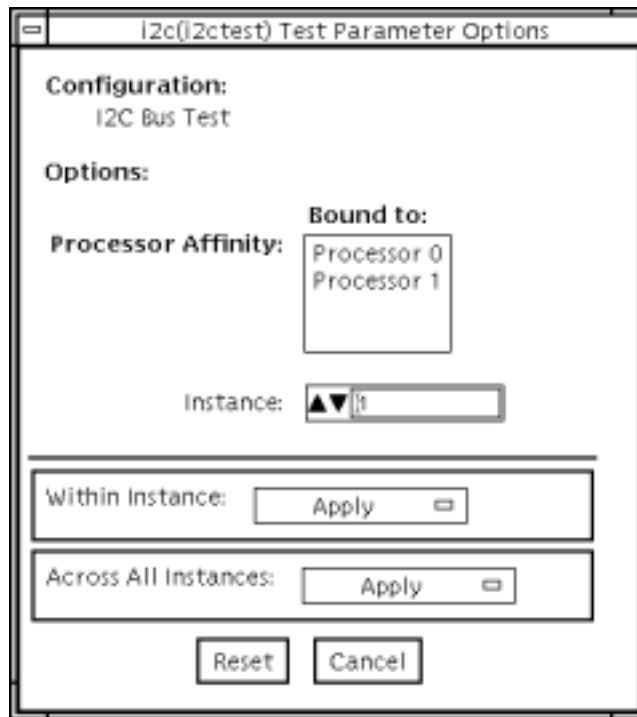 i2c(i2ctest) Test Parameter Options
Configuration:
I2C Bus Test
Options:
Bound to:
Processor Affinity:
Processor 0
Processor 1
Instance: ▲▼ 1
Within Instance: Apply
Across All Instances: Apply
Reset Cancel